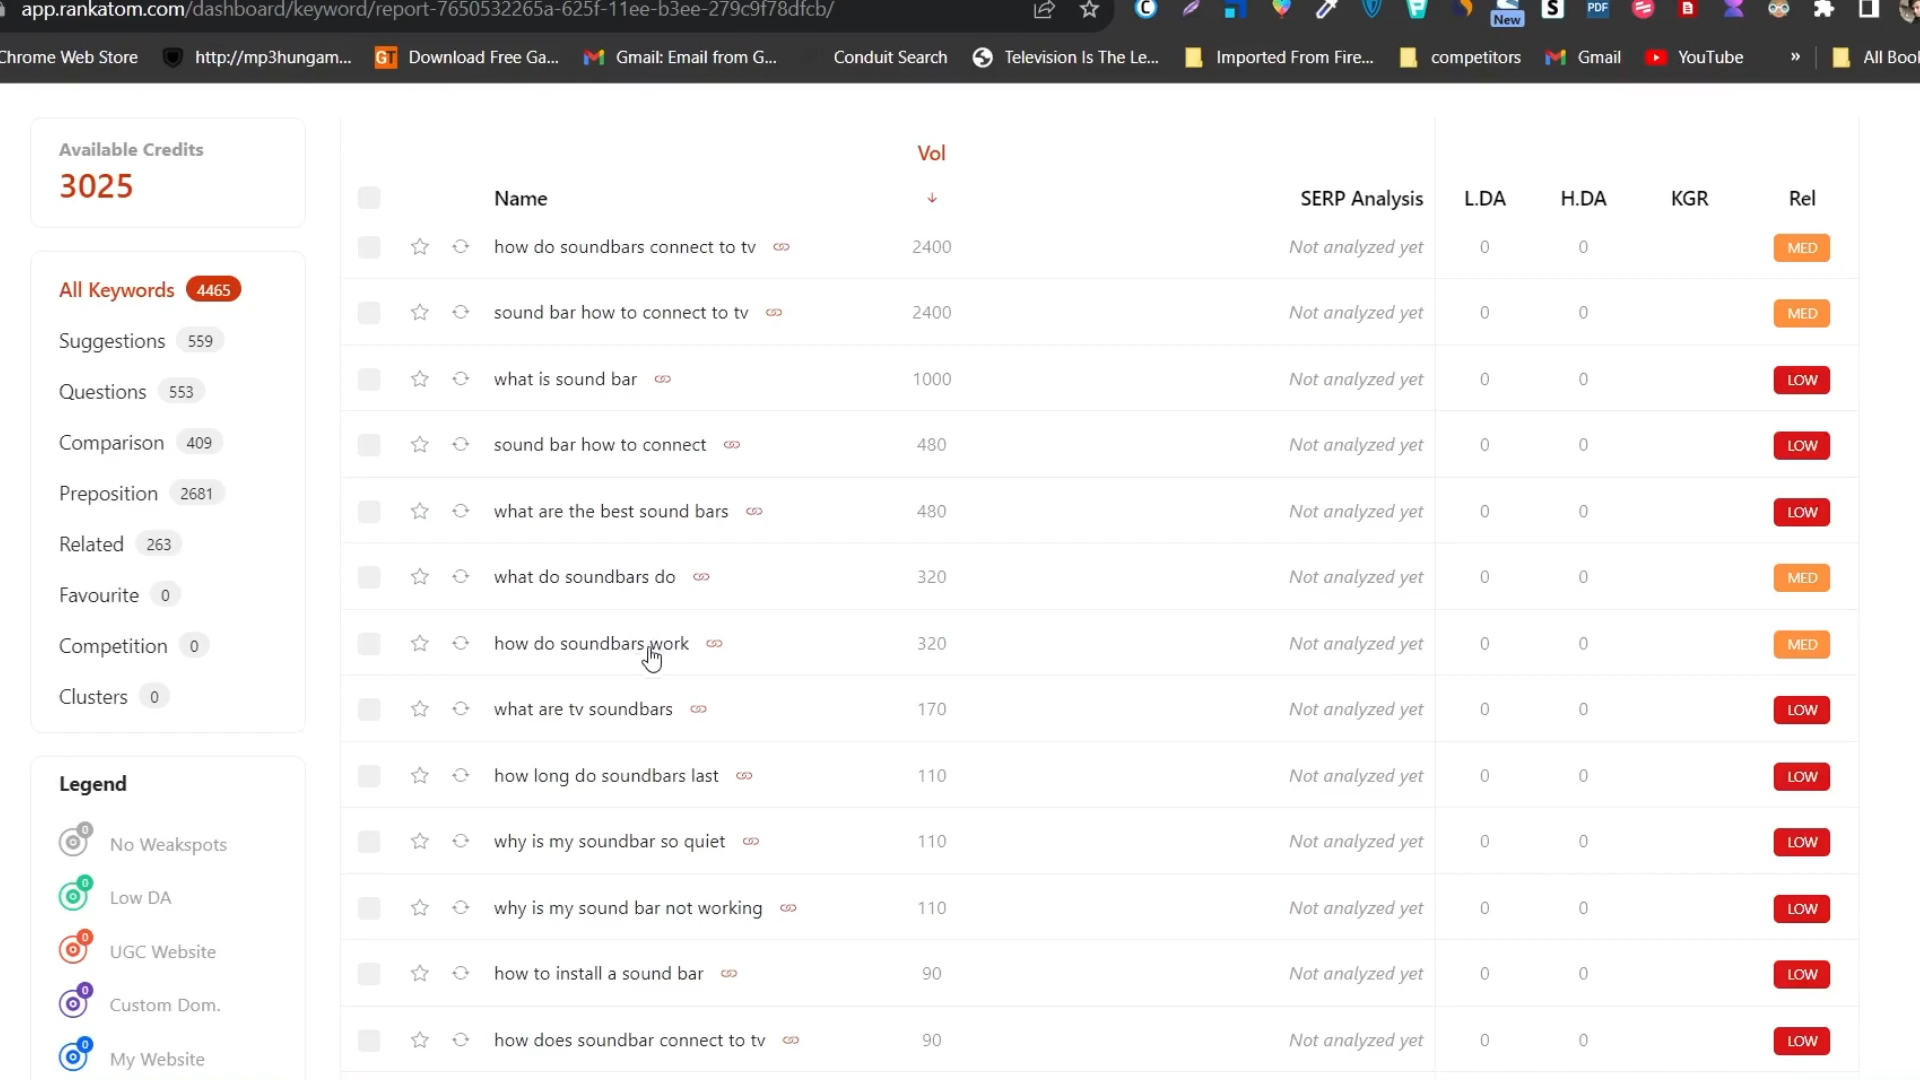 app.rankatom.com/dashboard/keyword/report-7650532265a-625f-11ee-b3ee-279c9f78dfcb/
New
S
PDF
Chrome Web Store
http://mp3hungam...
GT Download Free Ga...
Gmail: Email from G...
Conduit Search
Television Is The Le...
Imported From Fire...
competitors
Gmail
YouTube
»
All Book
Available Credits
3025
All Keywords 4465
Suggestions 559
Questions 553
Comparison 409
Preposition 2681
Related 263
Favourite 0
Competition 0
Clusters 0
Legend
0 No Weakspots
0 Low DA
0 UGC Website
0 Custom Dom.
0 My Website
Vol
Name ↓ SERP Analysis L.DA H.DA KGR Rel
how do soundbars connect to tv 2400 Not analyzed yet 0 0 MED
sound bar how to connect to tv 2400 Not analyzed yet 0 0 MED
what is sound bar 1000 Not analyzed yet 0 0 LOW
sound bar how to connect 480 Not analyzed yet 0 0 LOW
what are the best sound bars 480 Not analyzed yet 0 0 LOW
what do soundbars do 320 Not analyzed yet 0 0 MED
how do soundbars work 320 Not analyzed yet 0 0 MED
what are tv soundbars 170 Not analyzed yet 0 0 LOW
how long do soundbars last 110 Not analyzed yet 0 0 LOW
why is my soundbar so quiet 110 Not analyzed yet 0 0 LOW
why is my sound bar not working 110 Not analyzed yet 0 0 LOW
how to install a sound bar 90 Not analyzed yet 0 0 LOW
how does soundbar connect to tv 90 Not analyzed yet 0 0 LOW